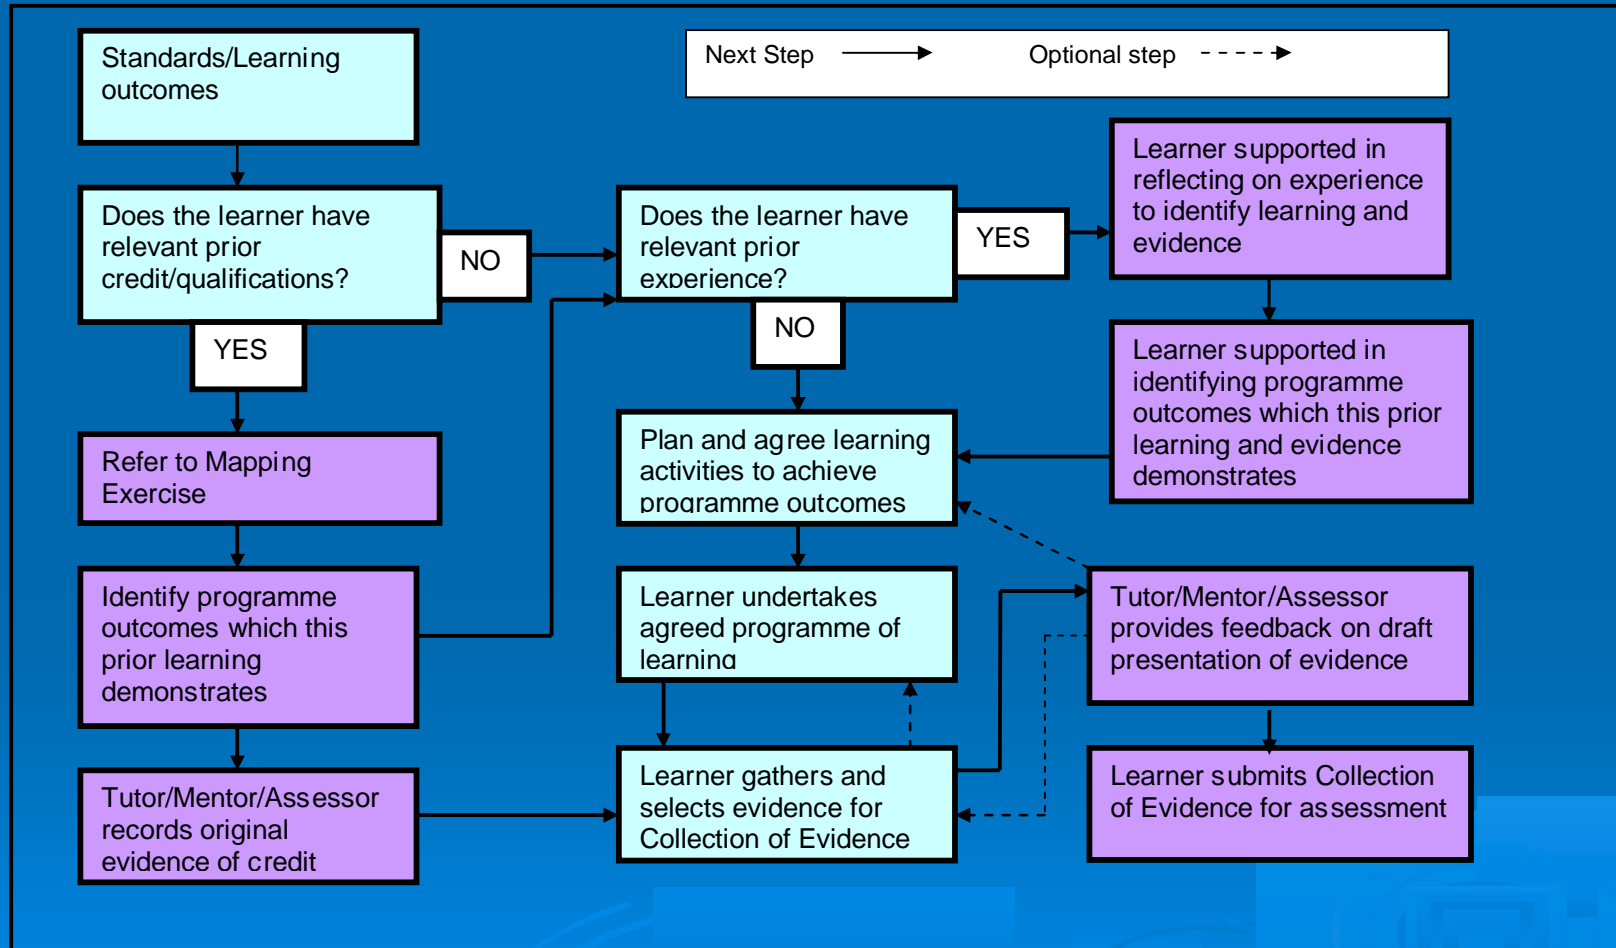 Standards/Learning
outcomes
Next Step
Optional step
Does the learner have
relevant prior
credit/qualifications?
NO
YES
Does the learner have
relevant prior
experience?
YES
NO
Learner supported in
reflecting on experience
to identify learning and
evidence
Learner supported in
identifying programme
outcomes which this prior
learning and evidence
demonstrates
Refer to Mapping
Exercise
Plan and agree learning
activities to achieve
programme outcomes
Identify programme
outcomes which this
prior learning
demonstrates
Learner undertakes
agreed programme of
learning
Tutor/Mentor/Assessor
provides feedback on draft
presentation of evidence
Tutor/Mentor/Assessor
records original
evidence of credit
Learner gathers and
selects evidence for
Collection of Evidence
Learner submits Collection
of Evidence for assessment